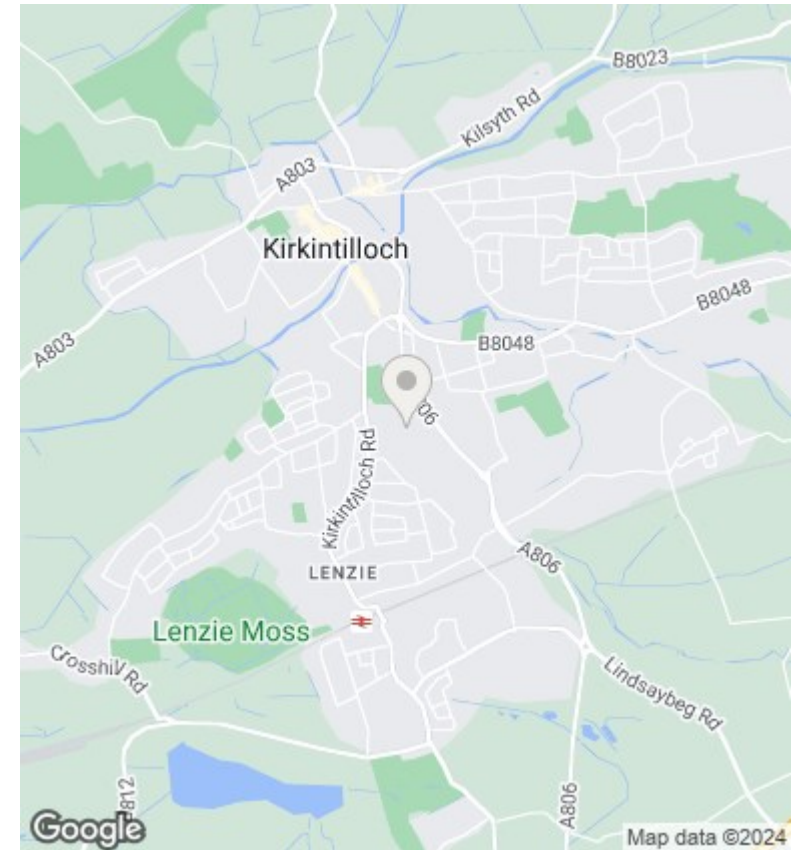 B8023
Kilsyth Rd
A803
Kirkintilloch
B8048
A803
B8048
06
Kirkintilloch Rd
A806
LENZIE
Lenzie Moss
Crosshill Rd
Lindsaybeg Rd
A812
A806
Google
Map data ©2024